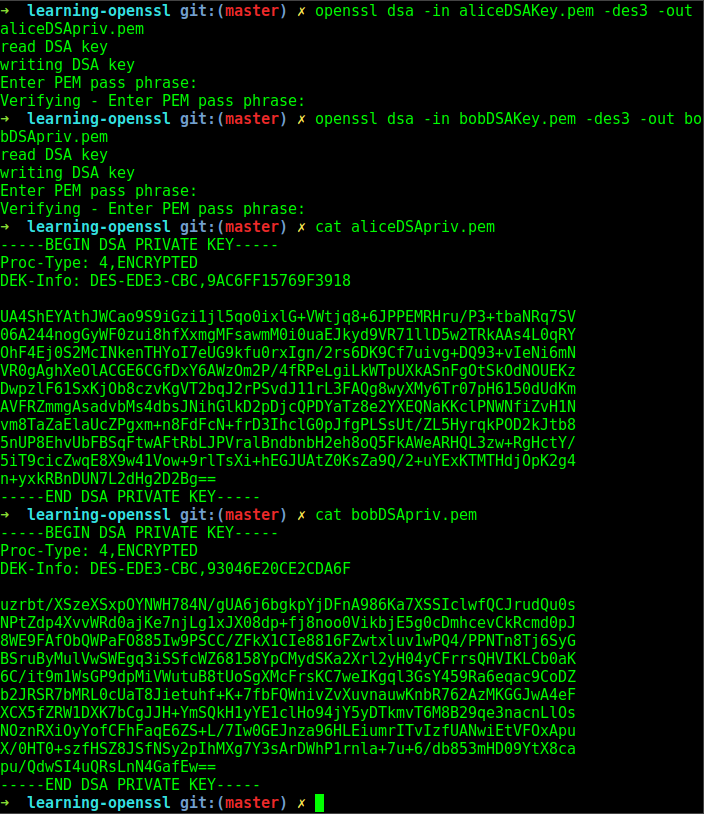 ➜  learning-openssl git:(master) ✗ openssl dsa -in aliceDSAKey.pem -des3 -out
aliceDSApriv.pem
read DSA key
writing DSA key
Enter PEM pass phrase:
Verifying - Enter PEM pass phrase:
➜  learning-openssl git:(master) ✗ openssl dsa -in bobDSAKey.pem -des3 -out bo
bDSApriv.pem
read DSA key
writing DSA key
Enter PEM pass phrase:
Verifying - Enter PEM pass phrase:
➜  learning-openssl git:(master) ✗ cat aliceDSApriv.pem
-----BEGIN DSA PRIVATE KEY-----
Proc-Type: 4,ENCRYPTED
DEK-Info: DES-EDE3-CBC,9AC6FF15769F3918

UA4ShEYAthJWCao9S9iGzi1jl5qo0ixlG+VWtjq8+6JPPEMRHru/P3+tbaNRq7SV
06A244nogGyWF0zui8hfXxmgMFsawmM0i0uaEJkyd9VR71llD5w2TRkAAs4L0qRY
OhF4Ej0S2McINkenTHYoI7eUG9kfu0rxIgn/2rs6DK9Cf7uivg+DQ93+vIeNi6mN
VR0gAghXeOlACGE6CGfDxY6AWzOm2P/4fRPeLgiLkWTpUXkASnFgOtSkOdNOUEKz
DwpzlF61SxKjOb8czvKgVT2bqJ2rPSvdJ11rL3FAQg8wyXMy6Tr07pH6150dUdKm
AVFRZmmgAsadvbMs4dbsJNihGlkD2pDjcQPDYaTz8e2YXEQNaKKclPNWNfiZvH1N
vm8TaZaElaUcZPgxm+n8FdFcN+frD3IhclG0pJfgPLSsUt/ZL5HyrqkPOD2kJtb8
5nUP8EhvUbFBSqFtwAFtRbLJPVralBndbnbH2eh8oQ5FkAWeARHQL3zw+RgHctY/
5iT9cicZwqE8X9w41Vow+9rlTsXi+hEGJUAtZ0KsZa9Q/2+uYExKTMTHdjOpK2g4
n+yxkRBnDUN7L2dHg2D2Bg==
-----END DSA PRIVATE KEY-----
➜  learning-openssl git:(master) ✗ cat bobDSApriv.pem
-----BEGIN DSA PRIVATE KEY-----
Proc-Type: 4,ENCRYPTED
DEK-Info: DES-EDE3-CBC,93046E20CE2CDA6F

uzrbt/XSzeXSxpOYNWH784N/gUA6j6bgkpYjDFnA986Ka7XSSIclwfQCJrudQu0s
NPtZdp4XvvWRd0ajKe7njLg1xJX08dp+fj8noo0VikbjE5g0cDmhcevCkRcmd0pJ
8WE9FAfObQWPaFO885Iw9PSCC/ZFkX1CIe8816FZwtxluv1wPQ4/PPNTn8Tj6SyG
BSruByMulVwSWEgq3iSSfcWZ68158YpCMydSKa2Xrl2yH04yCFrrsQHVIKLCb0aK
6C/it9m1WsGP9dpMiVWutuB8tUoSgXMcFrsKC7weIKgql3GsY459Ra6eqac9CoDZ
b2JRSR7bMRL0cUaT8Jietuhf+K+7fbFQWnivZvXuvnauwKnbR762AzMKGGJwA4eF
XCX5fZRW1DXK7bCgJJH+YmSQkH1yYE1clHo94jY5yDTkmvT6M8B29qe3nacnLlOs
NOznRXiOyYofCFhFaqE6ZS+L/7Iw0GEJnza96HLEiumrITvIzfUANwiEtVFOxApu
X/0HT0+szfHSZ8JSfNSy2pIhMXg7Y3sArDWhP1rnla+7u+6/db853mHD09YtX8ca
pu/QdwSI4uQRsLnN4GafEw==
-----END DSA PRIVATE KEY-----
➜  learning-openssl git:(master) ✗